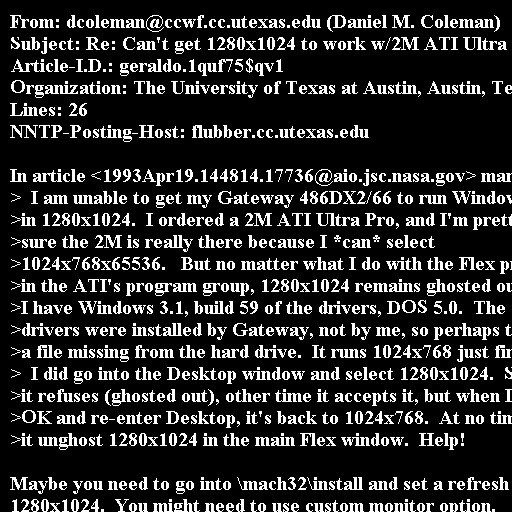 From: dcoleman@ccwf.cc.utexas.edu (Daniel M. Coleman)
Subject: Re: Can't get 1280x1024 to work w/2M ATI Ultra
Article-I.D.: geraldo.1quf75$qv1
Organization: The University of Texas at Austin, Austin, Te
Lines: 26
NNTP-Posting-Host: flubber.cc.utexas.edu

In article <1993Apr19.144814.17736@aio.jsc.nasa.gov> mar
>  I am unable to get my Gateway 486DX2/66 to run Window
>in 1280x1024.  I ordered a 2M ATI Ultra Pro, and I'm prett
>sure the 2M is really there because I *can* select
>1024x768x65536.   But no matter what I do with the Flex p
>in the ATI's program group, 1280x1024 remains ghosted ou
>I have Windows 3.1, build 59 of the drivers, DOS 5.0.  The
>drivers were installed by Gateway, not by me, so perhaps t
>a file missing from the hard drive.  It runs 1024x768 just fin
>  I did go into the Desktop window and select 1280x1024.  S
>it refuses (ghosted out), other time it accepts it, but when I
>OK and re-enter Desktop, it's back to 1024x768.  At no tim
>it unghost 1280x1024 in the main Flex window.  Help!

Maybe you need to go into \mach32\install and set a refresh
1280x1024.  You might need to use custom monitor option.